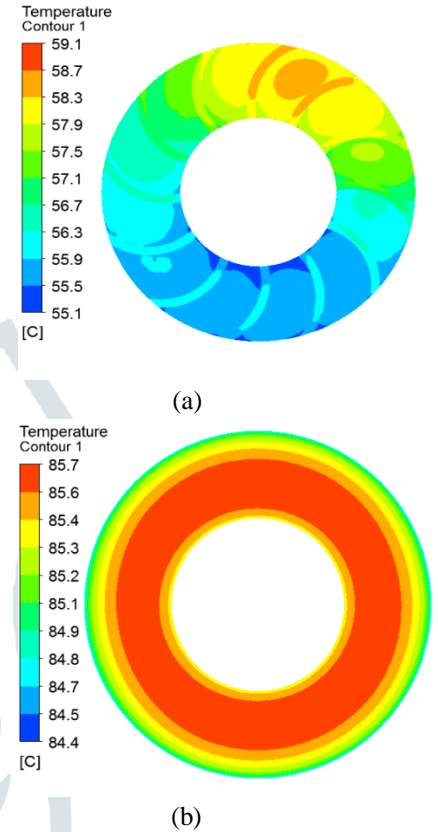 Temperature
Contour 1
59.1
58.7
58.3
57.9
57.5
57.1
56.7
56.3
55.9
55.5
55.1
[C]
(a)
Temperature
Contour 1
85.7
85.6
85.4
85.3
85.2
85.1
84.9
84.8
84.7
84.5
84.4
[C]
(b)